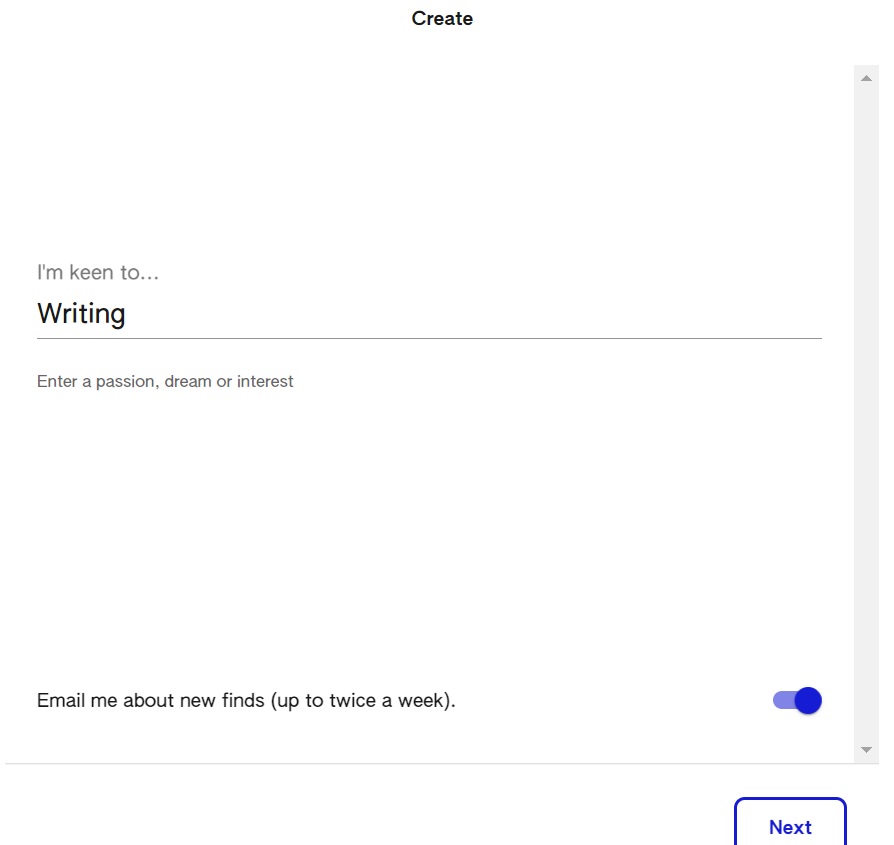 Create
I'm keen to...
Writing
Enter a passion, dream or interest
Email me about new finds (up to twice a week).
Next